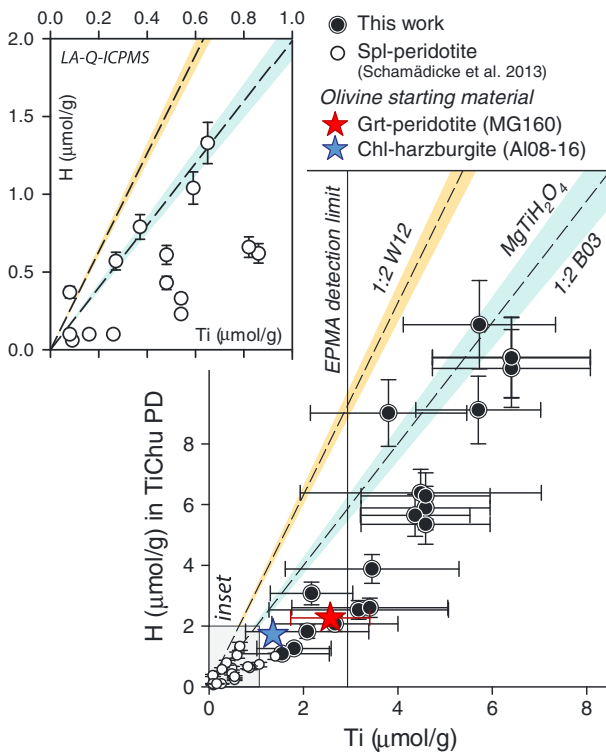 0.0 0.2 0.4 0.6 0.8 1.0
2.0
1.5
1.0
0.5
0.0
LA-Q-ICPMS
H (μmol/g)
Ti (μmol/g)
This work
Spl-peridotite
(Schamädicke et al. 2013)
Olivine starting material
Grt-peridotite (MG160)
Chl-harzburgite (Al08-16)
EPMA detection limit
1:2 W12
MgTiH₂O₄
1:2 B03
inset
H (μmol/g) in TiChu PD
8
6
4
2
0
0 2 4 6 8
Ti (μmol/g)